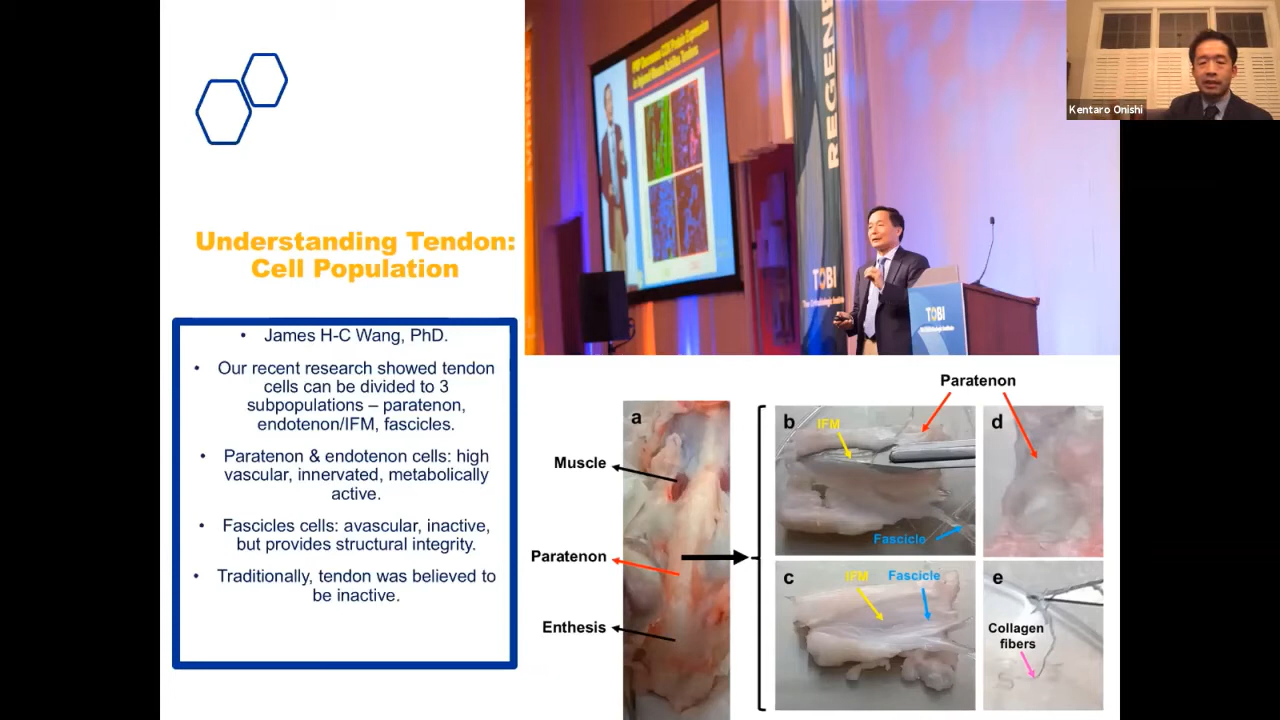 Kentaro Onishi
REGENE
TOBI
TOBI
Understanding Tendon:
Cell Population
• James H-C Wang, PhD.
• Our recent research showed tendon
cells can be divided to 3
subpopulations – paratenon,
endotenon/IFM, fascicles.
• Paratenon & endotenon cells: high
vascular, innervated, metabolically
active.
• Fascicles cells: avascular, inactive,
but provides structural integrity.
• Traditionally, tendon was believed to
be inactive.
Paratenon
a
Muscle
Paratenon
Enthesis
b
IFM
Fascicle
d
c
IFM
Fascicle
e
Collagen
fibers